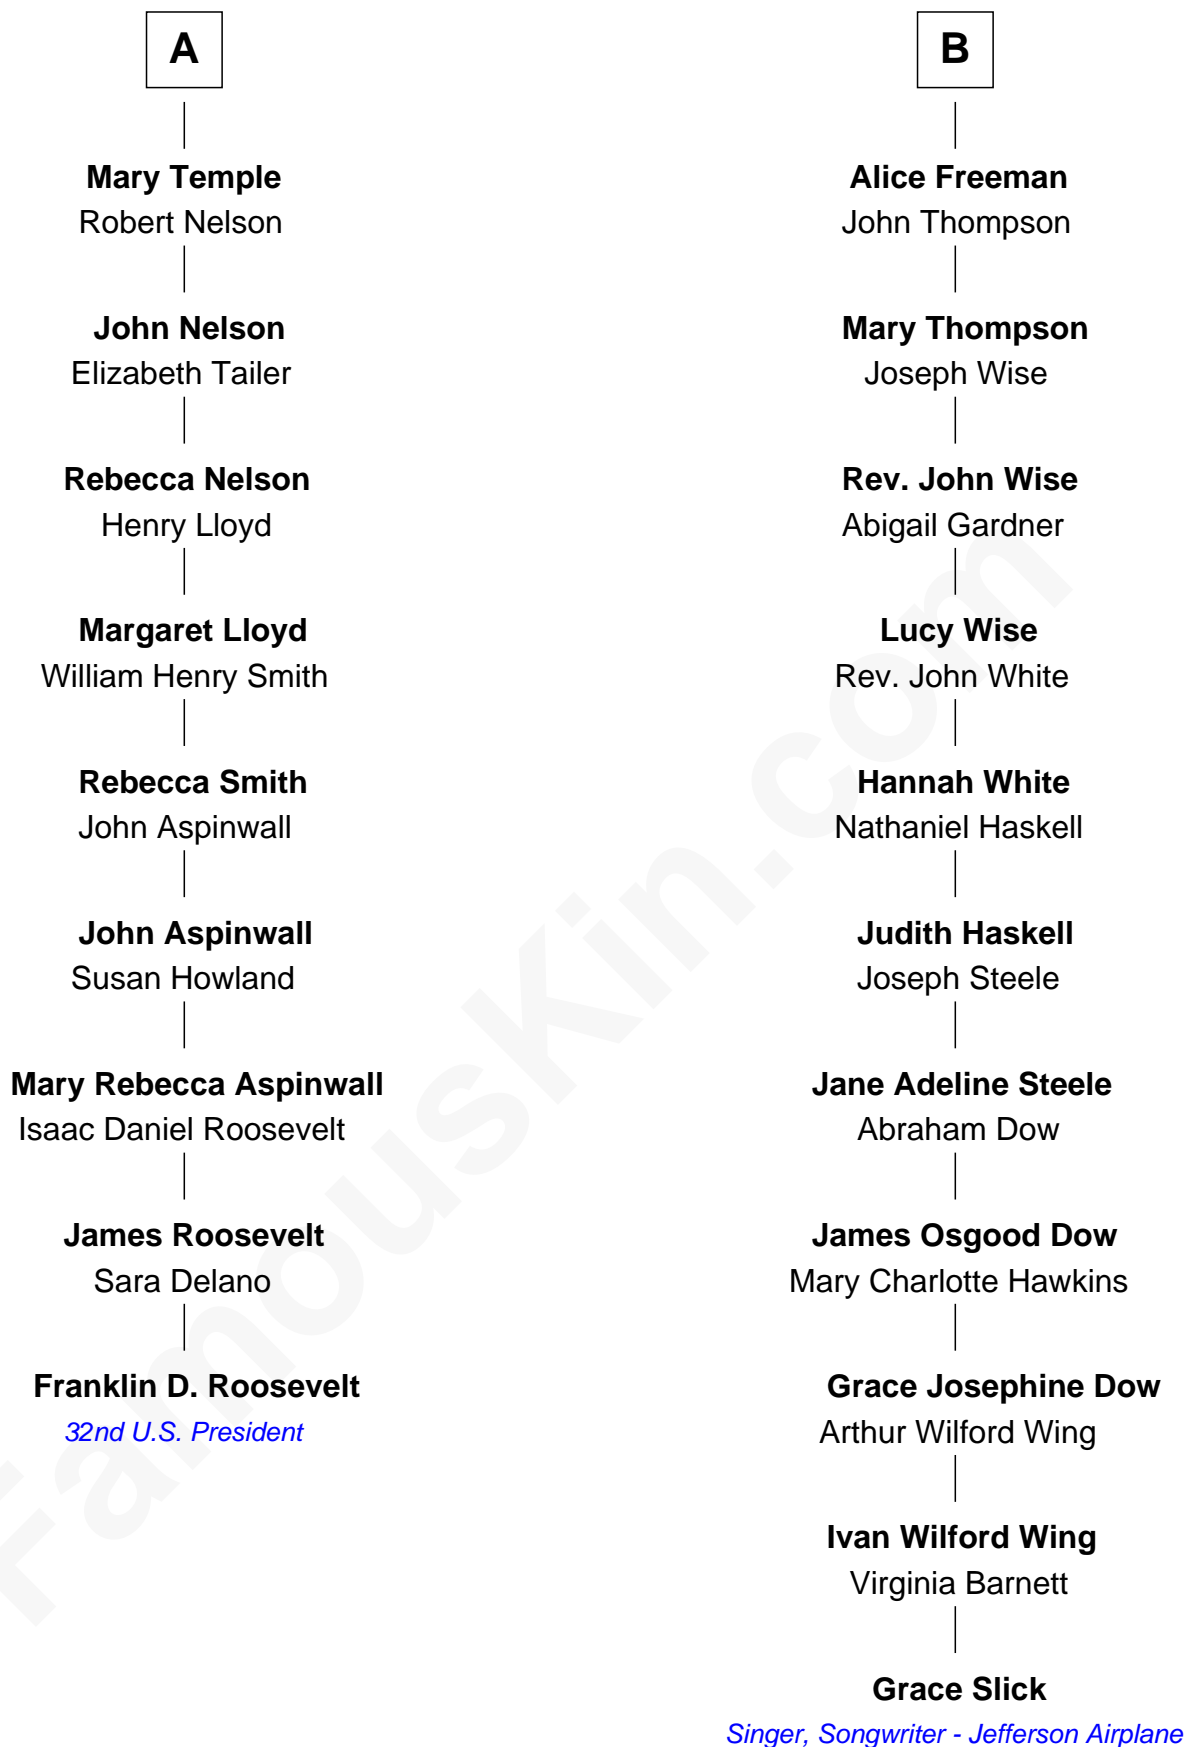 A
Mary Temple
Robert Nelson
John Nelson
Elizabeth Tailer
Rebecca Nelson
Henry Lloyd
Margaret Lloyd
William Henry Smith
Rebecca Smith
John Aspinwall
John Aspinwall
Susan Howland
Mary Rebecca Aspinwall
Isaac Daniel Roosevelt
James Roosevelt
Sara Delano
Franklin D. Roosevelt
32nd U.S. President
B
Alice Freeman
John Thompson
Mary Thompson
Joseph Wise
Rev. John Wise
Abigail Gardner
Lucy Wise
Rev. John White
Hannah White
Nathaniel Haskell
Judith Haskell
Joseph Steele
Jane Adeline Steele
Abraham Dow
James Osgood Dow
Mary Charlotte Hawkins
Grace Josephine Dow
Arthur Wilford Wing
Ivan Wilford Wing
Virginia Barnett
Grace Slick
Singer, Songwriter - Jefferson Airplane
FamousKin.com